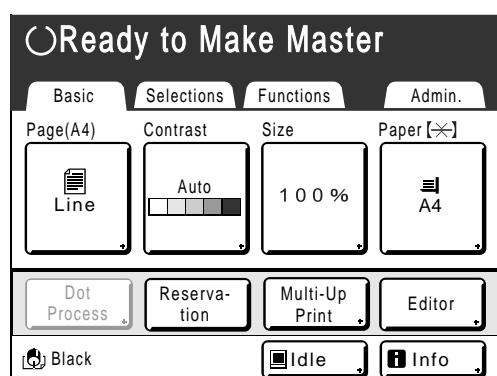 Ready to Make Master
Basic Selections Functions Admin.
Page(A4) Contrast Size Paper【※】
Line
Auto
100%
A4
Dot Process
Reserva-
tion
Multi-Up
Print
Editor
Black Idle Info